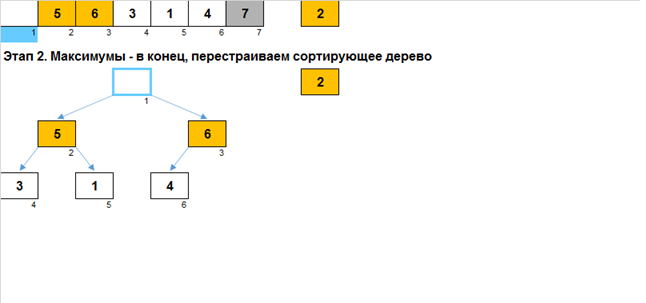 5 6 3 1 4 7 2
1 2 3 4 5 6 7
Этап 2. Максимумы - в конец, перестраиваем сортирующее дерево
2
1
5 6
2 3
3 1 4
4 5 6